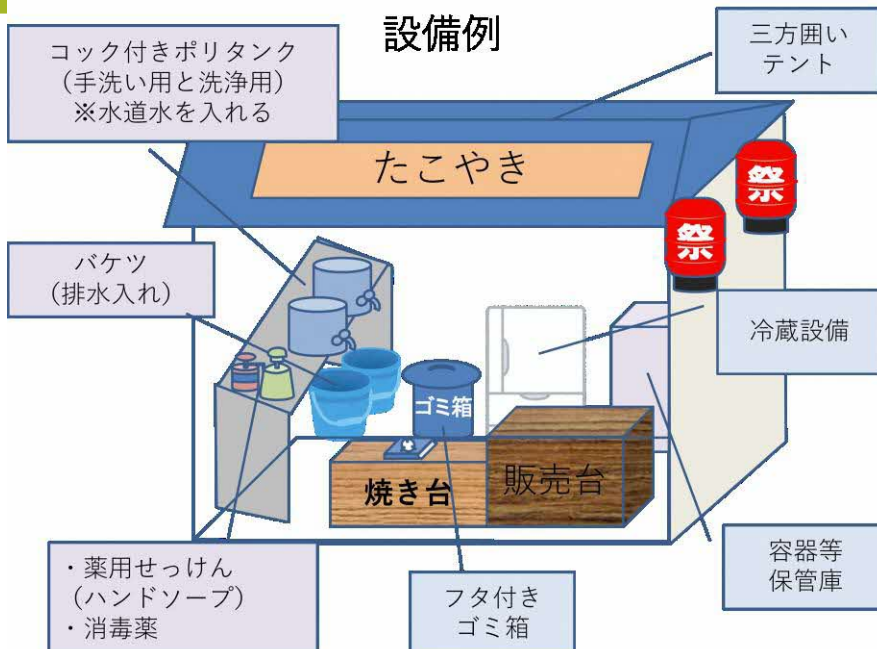 設備例
コック付きポリタンク
（手洗い用と洗浄用）
※水道水を入れる
三方囲い
テント
たこやき
祭
祭
バケツ
（排水入れ）
冷蔵設備
ゴミ箱
焼き台
販売台
・薬用せっけん
（ハンドソープ）
・消毒薬
フタ付き
ゴミ箱
容器等
保管庫